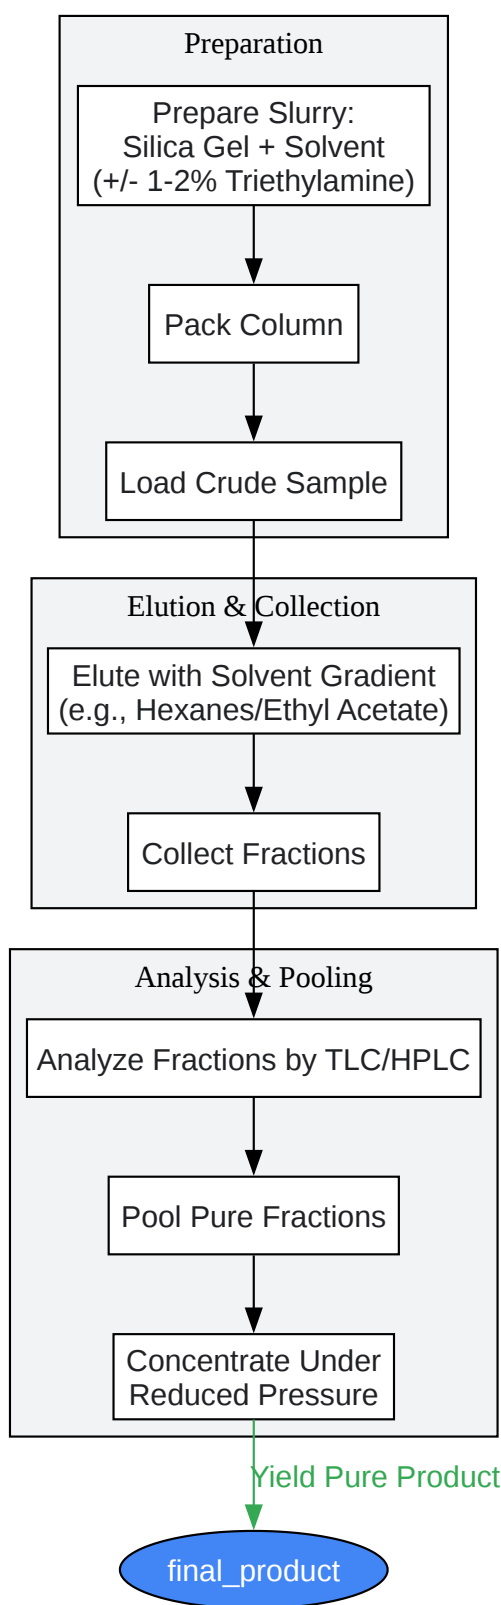 Preparation
Prepare Slurry:
Silica Gel + Solvent
(+/- 1-2% Triethylamine)
Pack Column
Load Crude Sample
Elution & Collection
Elute with Solvent Gradient
(e.g., Hexanes/Ethyl Acetate)
Collect Fractions
Analysis & Pooling
Analyze Fractions by TLC/HPLC
Pool Pure Fractions
Concentrate Under
Reduced Pressure
Yield Pure Product
final_product